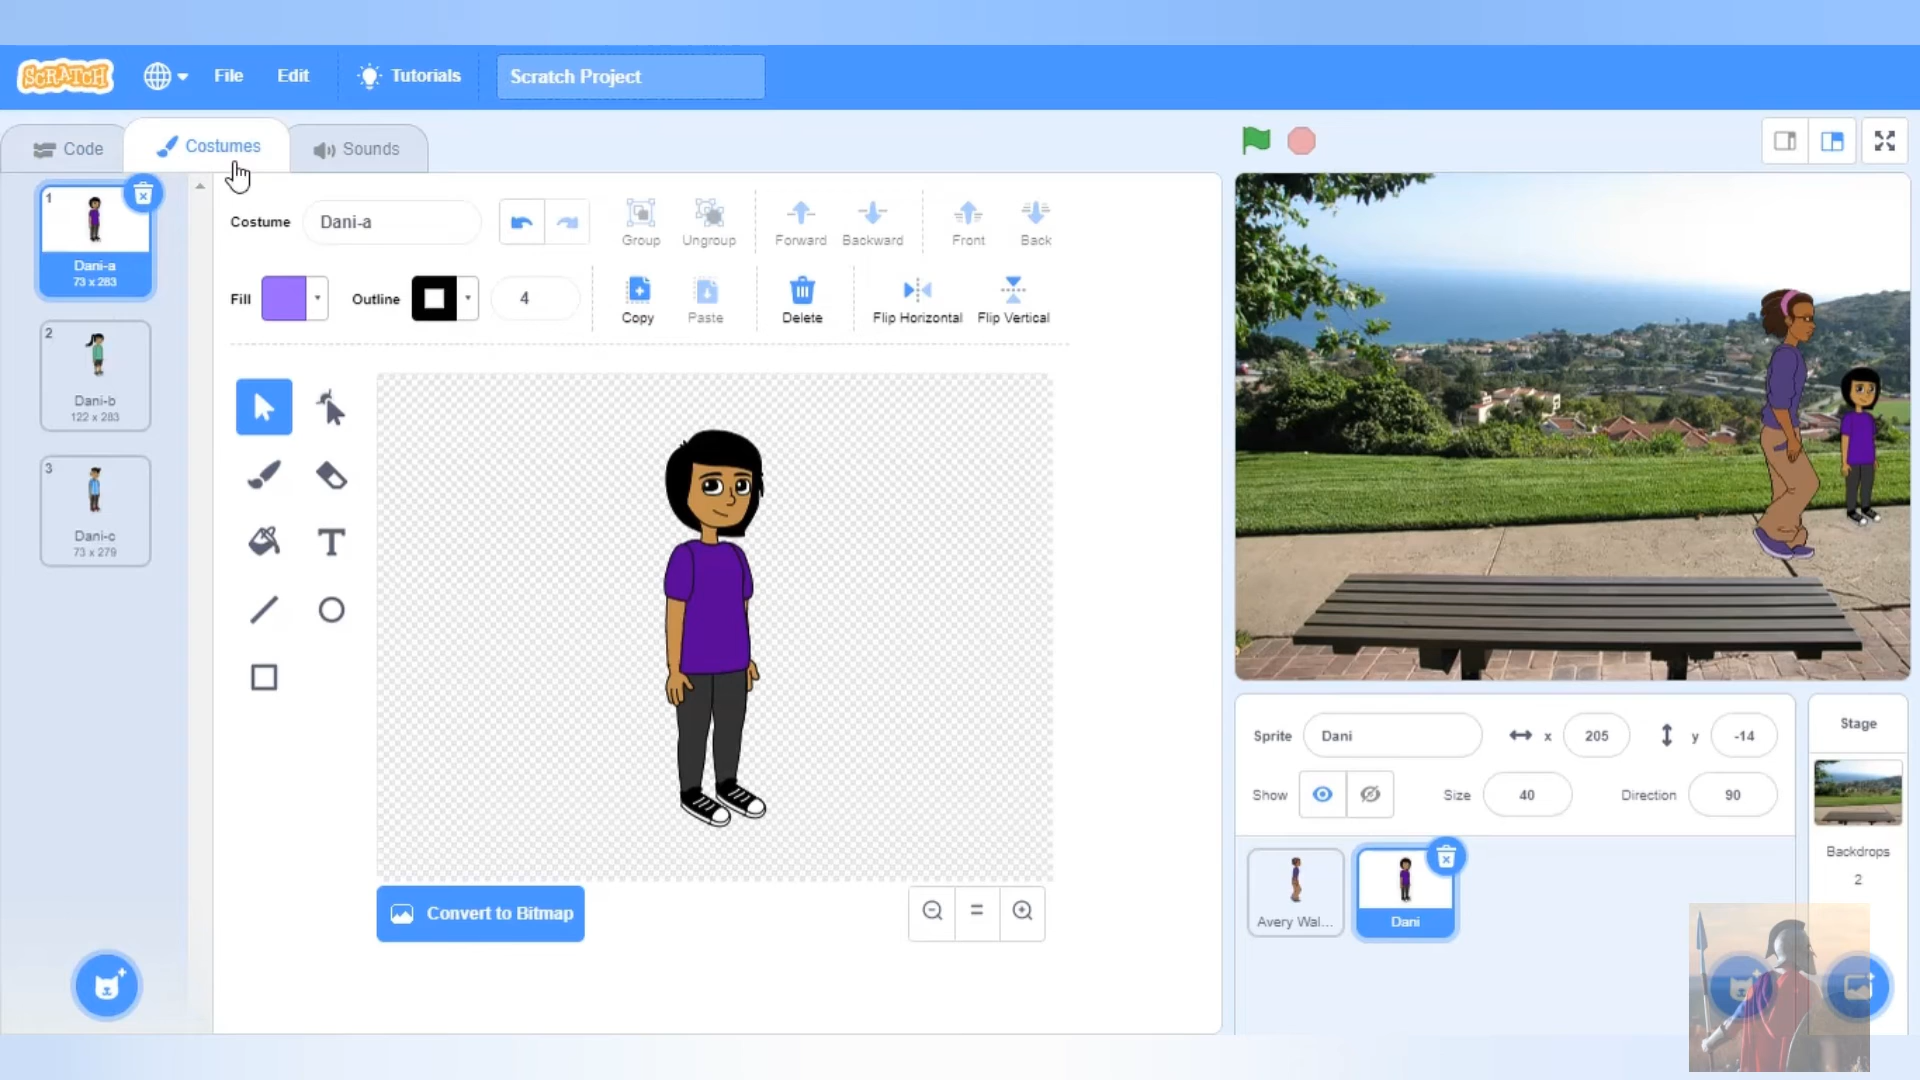 SCRATCH
File
Edit
Tutorials
Scratch Project
Code
Costumes
Sounds
1
Dani-a
73 x 283
2
Dani-b
122 x 283
3
Dani-c
73 x 279
Costume
Dani-a
Group
Ungroup
Forward
Backward
Front
Back
Fill
Outline
4
Copy
Paste
Delete
Flip Horizontal
Flip Vertical
T
Convert to Bitmap
Sprite
Dani
x
205
y
-14
Show
Size
40
Direction
90
Avery Wal...
Dani
Stage
Backdrops
2